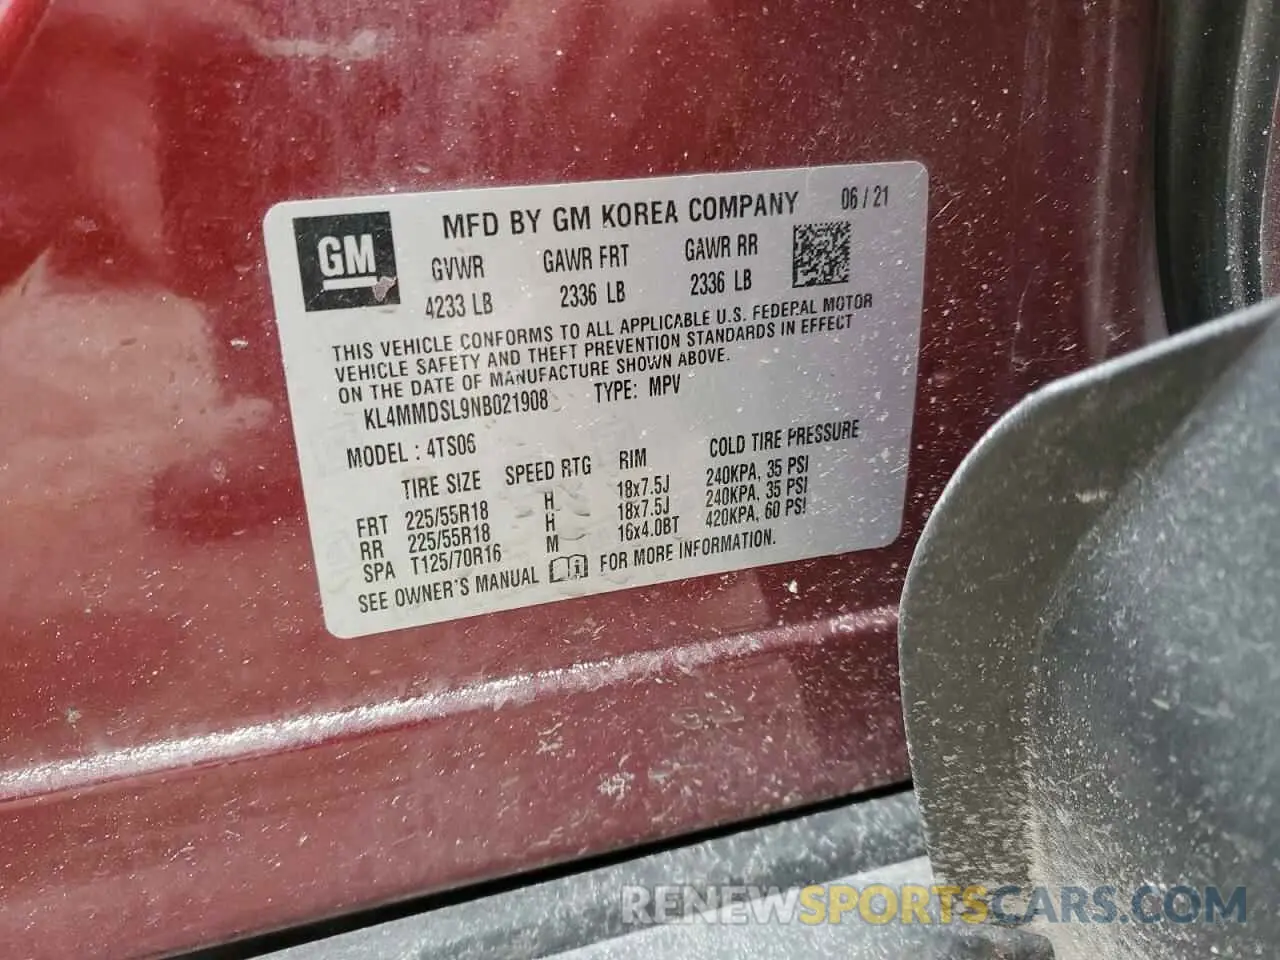 GM
MFD BY GM KOREA COMPANY 06 / 21
GVWR GAWR FRT GAWR RR
4233 LB 2336 LB 2336 LB
THIS VEHICLE CONFORMS TO ALL APPLICABLE U.S. FEDERAL MOTOR
VEHICLE SAFETY AND THEFT PREVENTION STANDARDS IN EFFECT
ON THE DATE OF MANUFACTURE SHOWN ABOVE.
KL4MMDSL9NB021908 TYPE: MPV
MODEL : 4TS06
TIRE SIZE SPEED RTG RIM COLD TIRE PRESSURE
FRT 225/55R18 H 18x7.5J 240KPA, 35 PSI
RR 225/55R18 H 18x7.5J 240KPA, 35 PSI
SPA T125/70R16 M 16x4.0BT 420KPA, 60 PSI
SEE OWNER'S MANUAL FOR MORE INFORMATION.
RENEWSPORTSCARS.COM